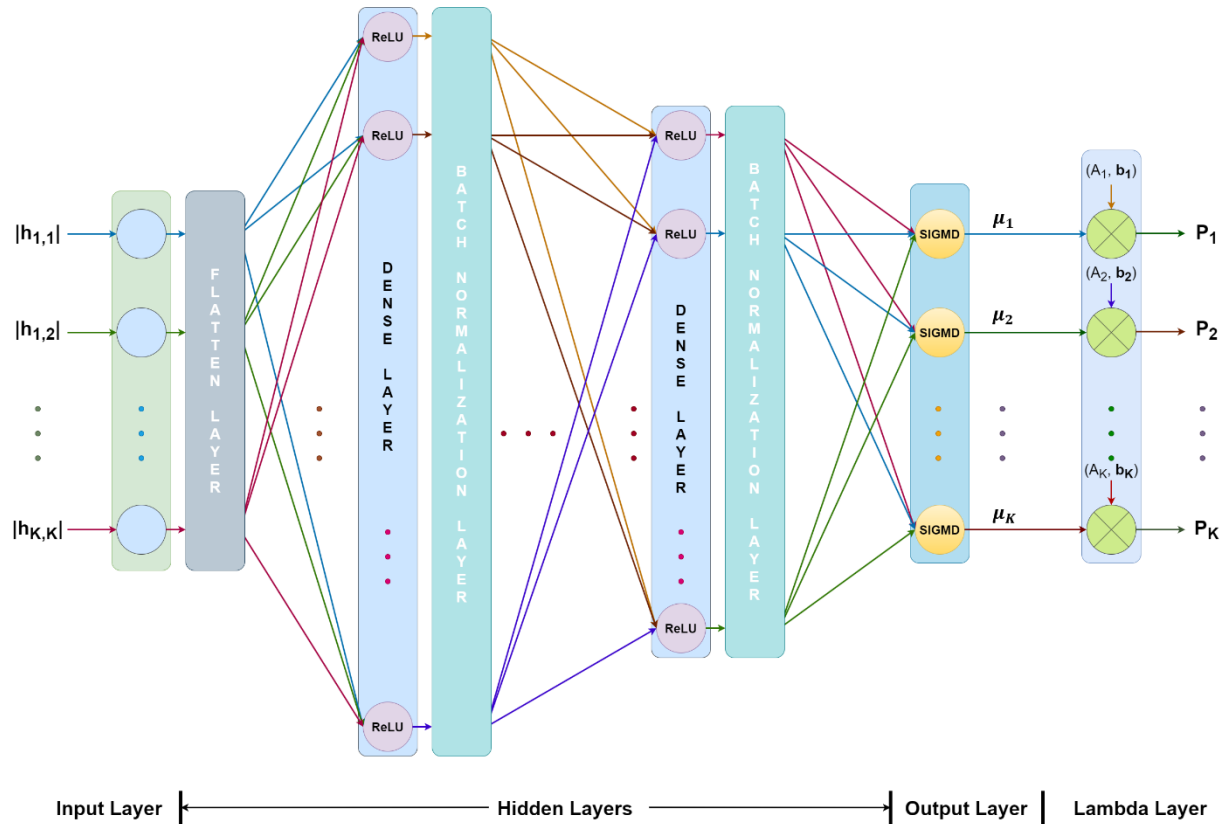 ReLU
ReLU
ReLU
ReLU
ReLU
ReLU
|h1,1|
|h1,2|
|hK,K|
FLATTEN LAYER
DENSE LAYER
BATCH NORMALIZATION LAYER
DENSE LAYER
BATCH NORMALIZATION LAYER
SIGMD
SIGMD
SIGMD
μ1
μ2
μK
(A1, b1)
(A2, b2)
(AK, bK)
P1
P2
PK
Input Layer
Hidden Layers
Output Layer
Lambda Layer